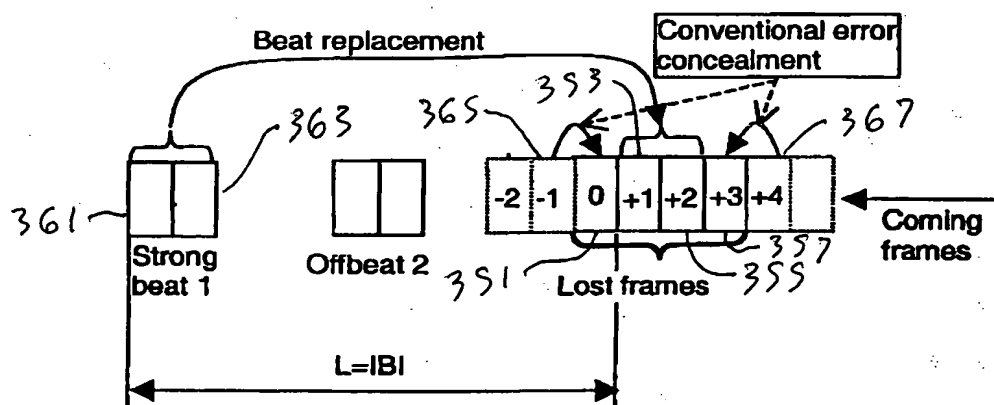 Beat replacement
Conventional error
concealment
353
363
365
367
-2 -1 0 +1 +2 +3 +4
361
Coming
frames
Strong
beat 1
Offbeat 2
351
Lost frames
355
357
L=IBI